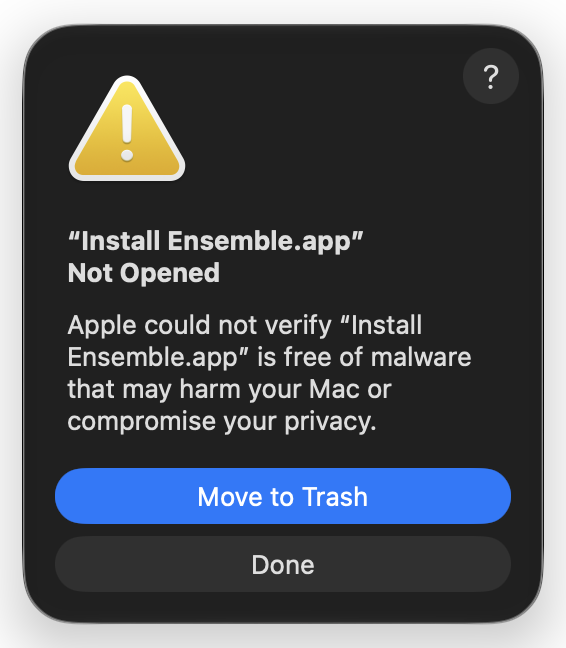 ?
“Install Ensemble.app”
Not Opened
Apple could not verify “Install
Ensemble.app” is free of malware
that may harm your Mac or
compromise your privacy.
Move to Trash
Done